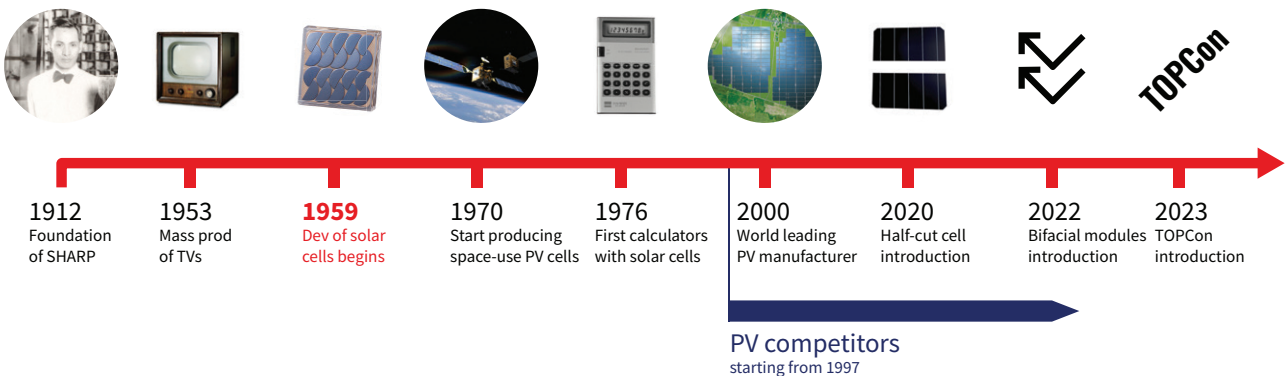 TOPCon
1912
Foundation
of SHARP
1953
Mass prod
of TVs
1959
Dev of solar
cells begins
1970
Start producing
space-use PV cells
1976
First calculators
with solar cells
2000
World leading
PV manufacturer
2020
Half-cut cell
introduction
2022
Bifacial modules
introduction
2023
TOPCon
introduction
PV competitors
starting from 1997